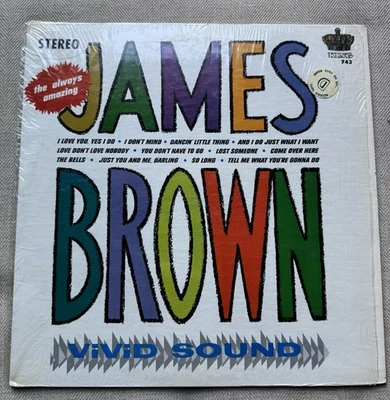 STEREO
KING
743
the always
amazing
JAMES
I LOVE YOU, YES I DO • I DON'T MIND • DANCIN' LITTLE THING • AND I DO JUST WHAT I WANT
LOVE DON'T LOVE NOBODY • YOU DON'T HAVE TO GO • LOST SOMEONE • COME OVER HERE
THE BELLS • JUST YOU AND ME, DARLING • SO LONG • TELL ME WHAT YOU'RE GONNA DO
BROWN
ViViD SOUND